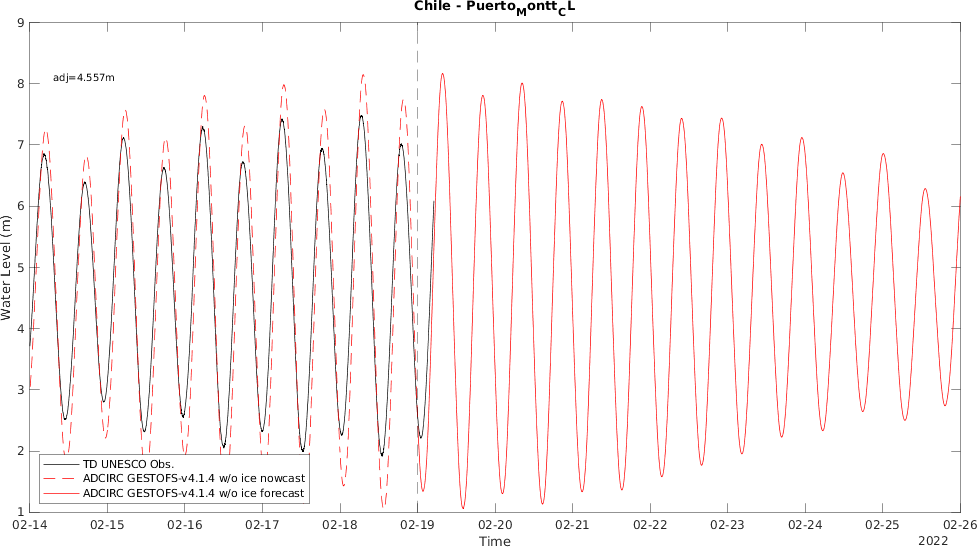 Chile - PuertoMonttCL
9
adj=4.557m
8
7
6
Water Level (m)
5
4
3
2
TD UNESCO Obs.
ADCIRC GESTOFS-v4.1.4 w/o ice nowcast
ADCIRC GESTOFS-v4.1.4 w/o ice forecast
1
02-14 02-15 02-16 02-17 02-18 02-19 02-20 02-21 02-22 02-23 02-24 02-25 02-26
Time
2022